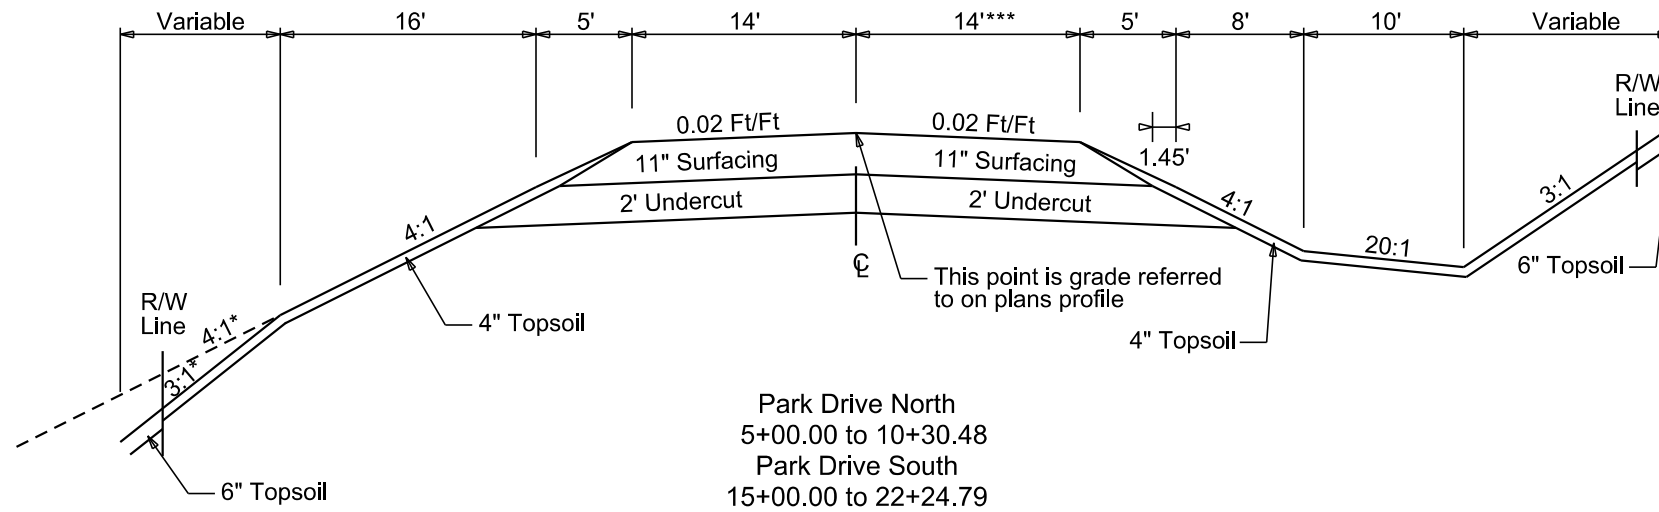 Variable
16'
5'
14'
14'***
5'
8'
10'
Variable
R/W
Line
0.02 Ft/Ft
0.02 Ft/Ft
1.45'
11" Surfacing
11" Surfacing
2' Undercut
2' Undercut
4:1
4:1
3:1
20:1
6" Topsoil
℄
This point is grade referred
to on plans profile
R/W
Line
4:1*
3:1*
4" Topsoil
4" Topsoil
6" Topsoil
Park Drive North
5+00.00 to 10+30.48
Park Drive South
15+00.00 to 22+24.79